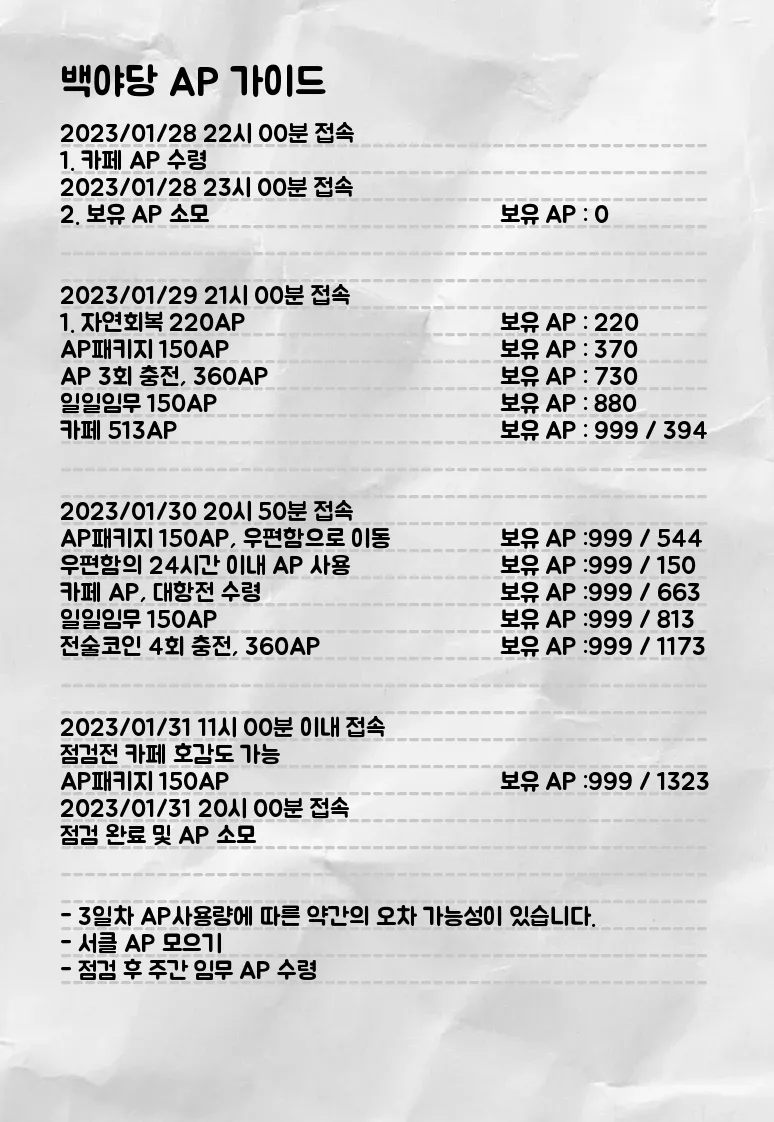 백야당 AP 가이드
2023/01/28 22시 00분 접속
1. 카페 AP 수령
2023/01/28 23시 00분 접속
2. 보유 AP 소모 보유 AP : 0
2023/01/29 21시 00분 접속
1. 자연회복 220AP 보유 AP : 220
AP패키지 150AP 보유 AP : 370
AP 3회 충전, 360AP 보유 AP : 730
일일임무 150AP 보유 AP : 880
카페 513AP 보유 AP : 999 / 394
2023/01/30 20시 50분 접속
AP패키지 150AP, 우편함으로 이동 보유 AP :999 / 544
우편함의 24시간 이내 AP 사용 보유 AP :999 / 150
카페 AP, 대항전 수령 보유 AP :999 / 663
일일임무 150AP 보유 AP :999 / 813
전술코인 4회 충전, 360AP 보유 AP :999 / 1173
2023/01/31 11시 00분 이내 접속
점검전 카페 호감도 가능
AP패키지 150AP 보유 AP :999 / 1323
2023/01/31 20시 00분 접속
점검 완료 및 AP 소모
- 3일차 AP사용량에 따른 약간의 오차 가능성이 있습니다.
- 서클 AP 모으기
- 점검 후 주간 임무 AP 수령